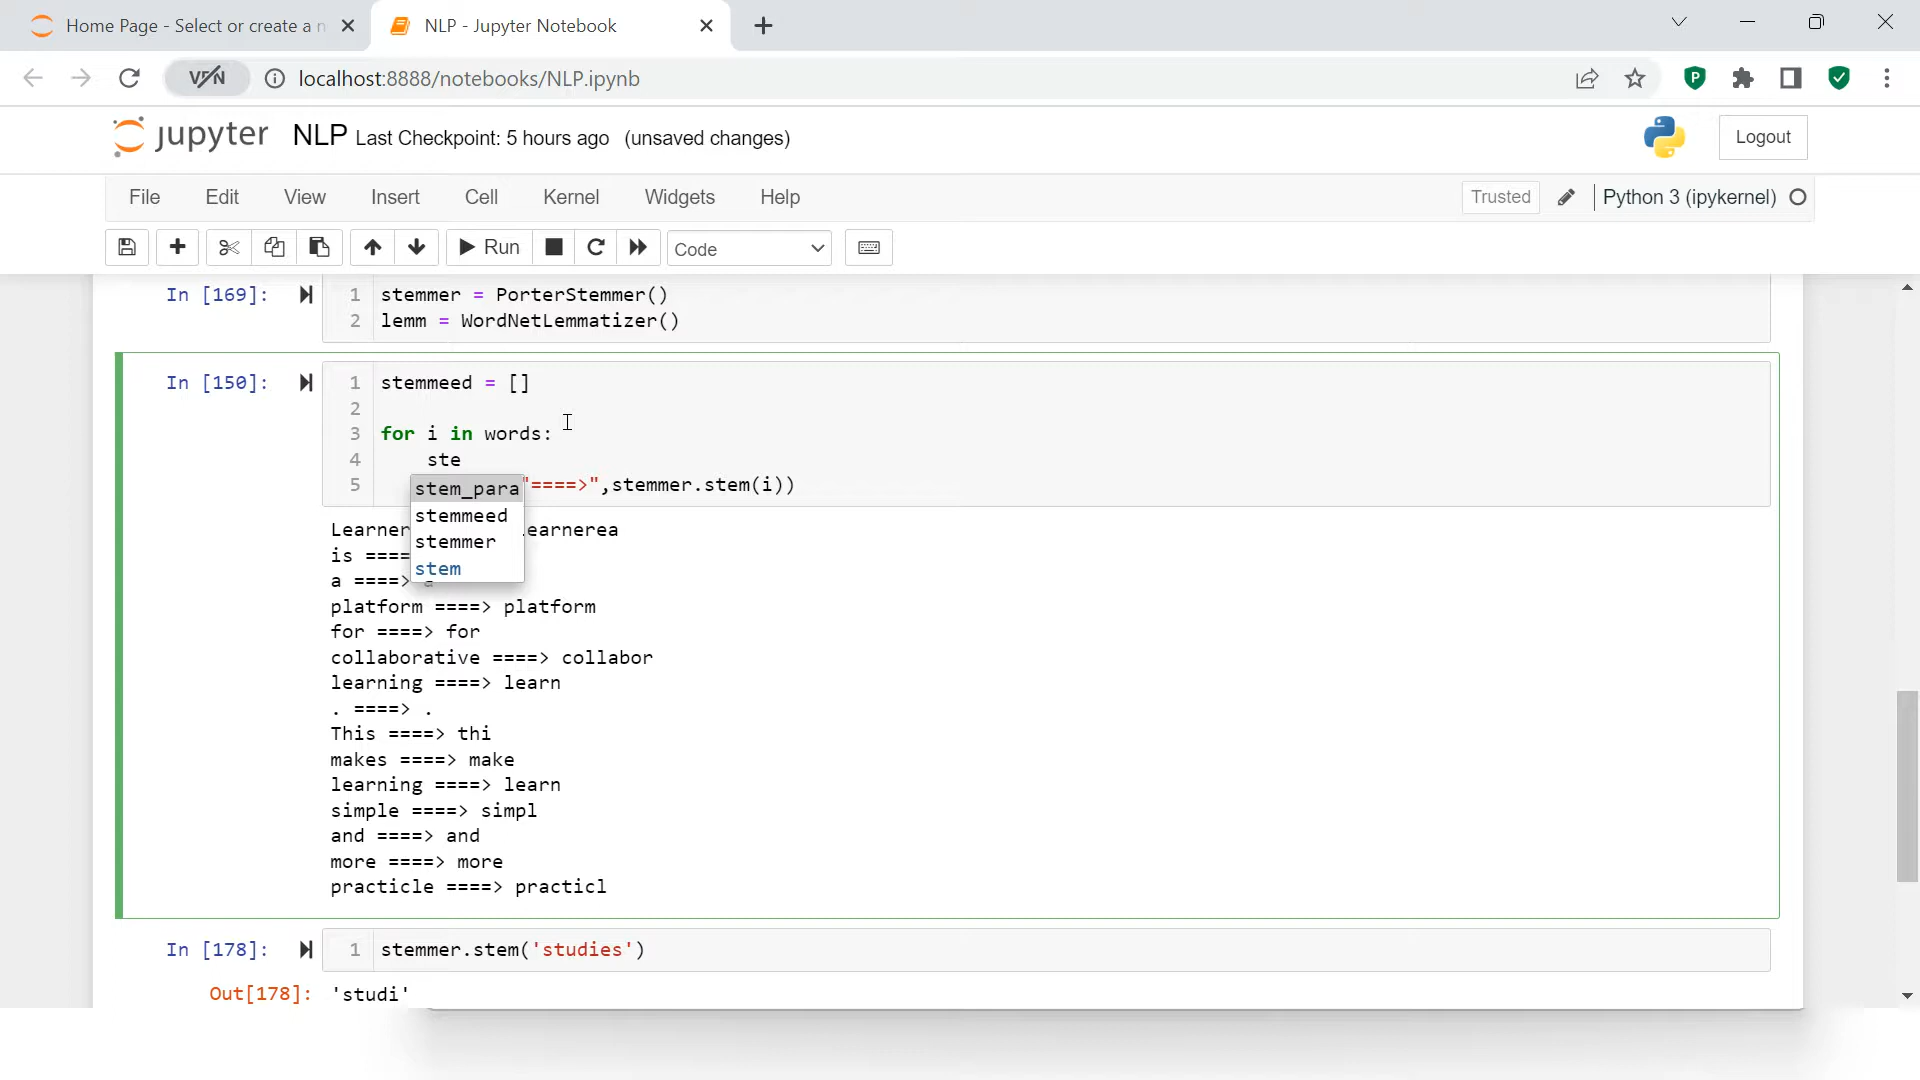 Home Page - Select or create a n
NLP - Jupyter Notebook
VPN
localhost:8888/notebooks/NLP.ipynb
P
jupyter NLP Last Checkpoint: 5 hours ago (unsaved changes)
Logout
File Edit View Insert Cell Kernel Widgets Help
Trusted Python 3 (ipykernel)
Run Code
In [169]: 1 stemmer = PorterStemmer()
2 lemm = WordNetLemmatizer()
In [150]: 1 stemmeed = []
2
3 for i in words:
4 ste
5 "====>",stemmer.stem(i))
stem_para
stemmeed
stemmer
stem
Learner earnerea
is ====
a ====> a
platform ====> platform
for ====> for
collaborative ====> collabor
learning ====> learn
. ====> .
This ====> thi
makes ====> make
learning ====> learn
simple ====> simpl
and ====> and
more ====> more
practicle ====> practicl
In [178]: 1 stemmer.stem('studies')
Out[178]: 'studi'